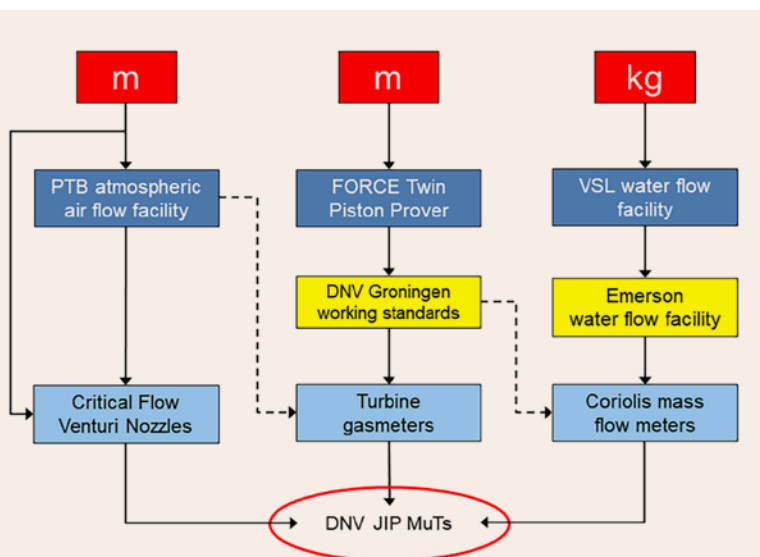 m
m
kg
PTB atmospheric
air flow facility
FORCE Twin
Piston Prover
VSL water flow
facility
DNV Groningen
working standards
Emerson
water flow facility
Critical Flow
Venturi Nozzles
Turbine
gasmeters
Coriolis mass
flow meters
DNV JIP MuTs